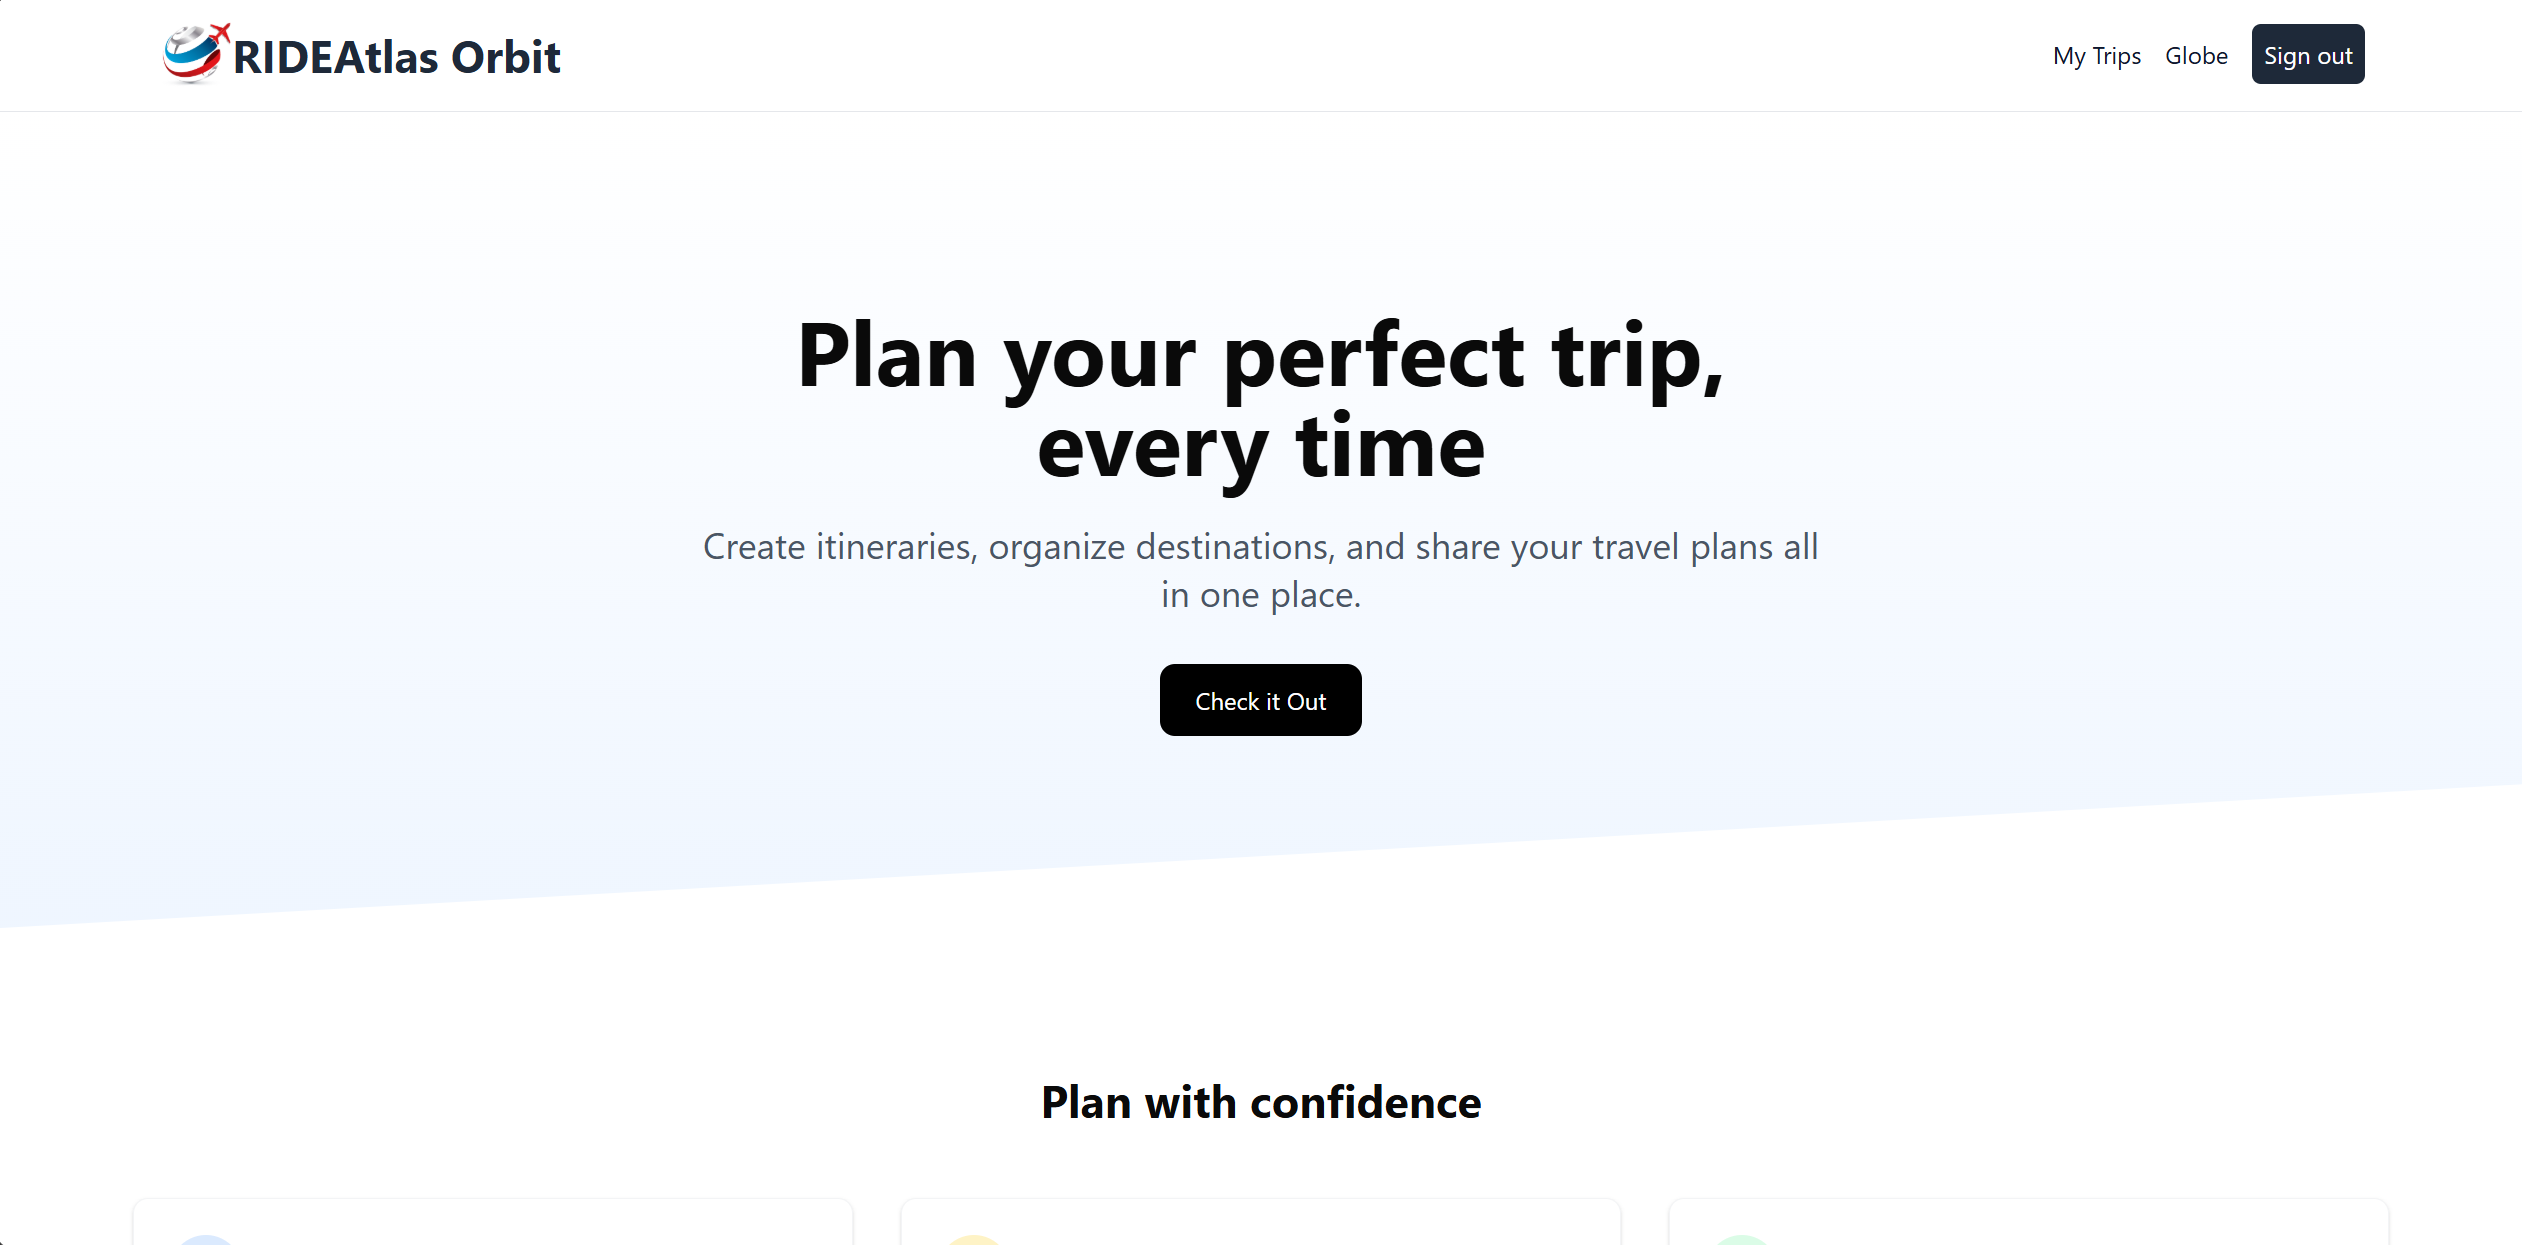 RIDEAtlas Orbit
My Trips
Globe
Sign out
Plan your perfect trip,
every time
Create itineraries, organize destinations, and share your travel plans all
in one place.
Check it Out
Plan with confidence